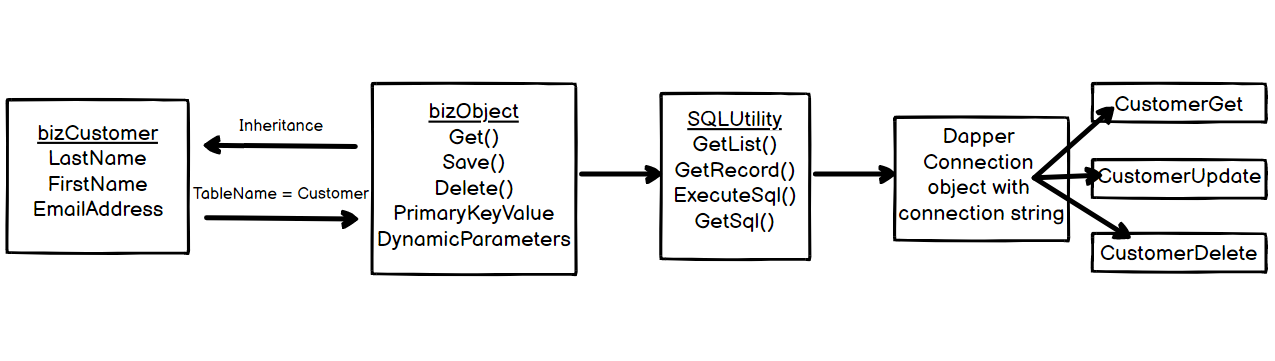 bizCustomer
LastName
FirstName
EmailAddress
Inheritance
TableName = Customer
bizObject
Get()
Save()
Delete()
PrimaryKeyValue
DynamicParameters
SQLUtility
GetList()
GetRecord()
ExecuteSql()
GetSql()
Dapper
Connection
object with
connection string
CustomerGet
CustomerUpdate
CustomerDelete